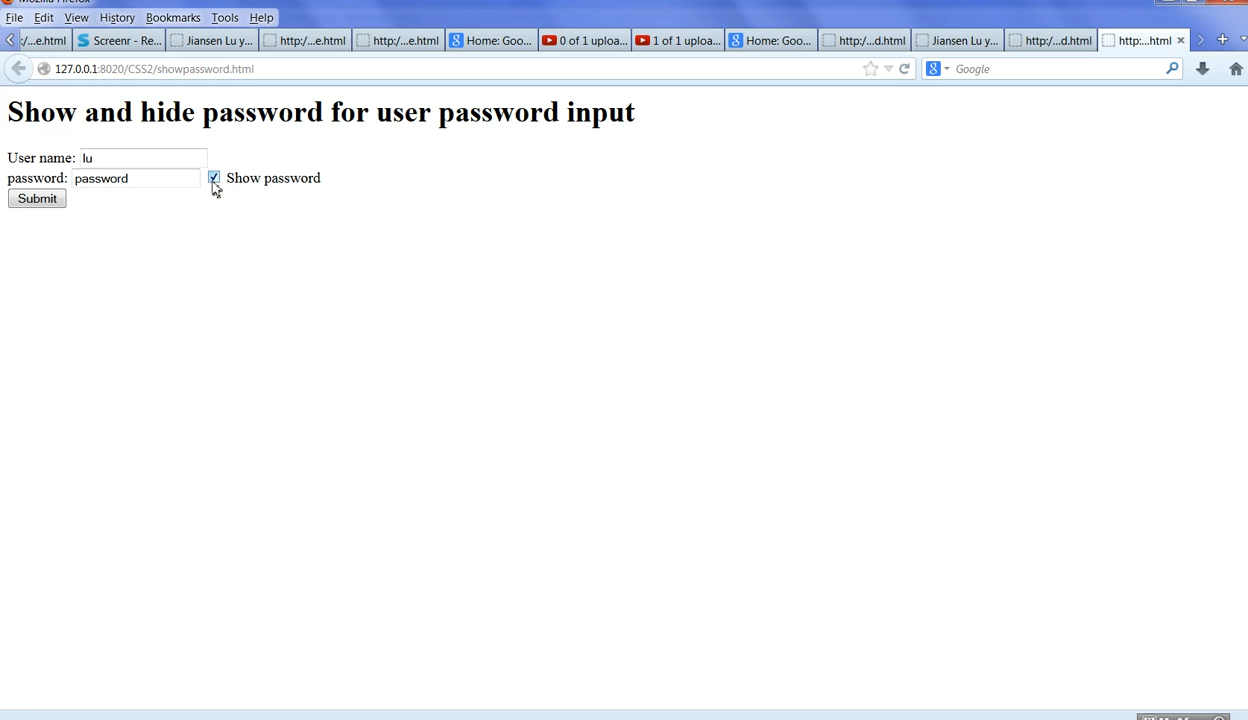 Mozilla Firefox
File Edit View History Bookmarks Tools Help
:/...e.html Screenr - Re... Jiansen Lu y... http:/...e.html http:/...e.html Home: Goo... 0 of 1 uploa... 1 of 1 uploa... Home: Goo... http:/...d.html Jiansen Lu y... http:/...d.html http:...html
127.0.0.1:8020/CSS2/showpassword.html Google
Show and hide password for user password input
User name: lu
password: password Show password
Submit